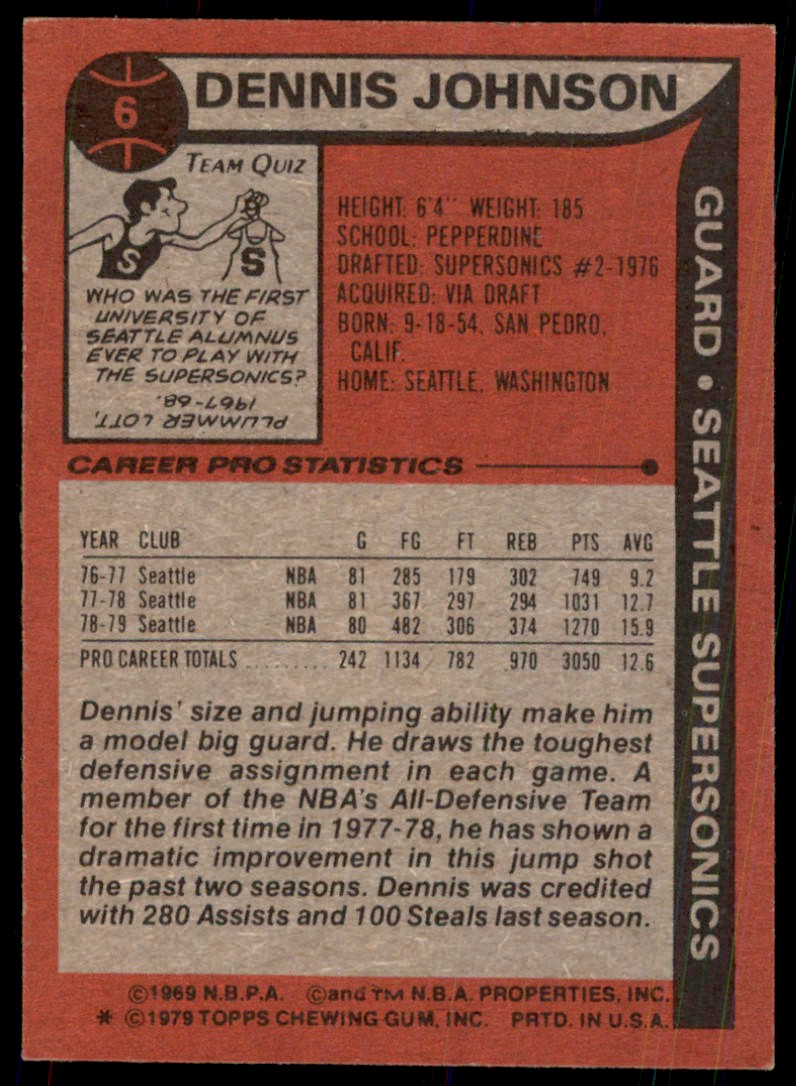 6
DENNIS JOHNSON
TEAM QUIZ
S
S
WHO WAS THE FIRST
UNIVERSITY OF
SEATTLE ALUMNUS
EVER TO PLAY WITH
THE SUPERSONICS?
PLUMMER LOTT,
1967-68.
HEIGHT: 6'4" WEIGHT: 185
SCHOOL: PEPPERDINE
DRAFTED: SUPERSONICS #2-1976
ACQUIRED: VIA DRAFT
BORN: 9-18-54, SAN PEDRO,
CALIF.
HOME: SEATTLE, WASHINGTON
GUARD • SEATTLE SUPERSONICS
CAREER PRO STATISTICS
YEAR CLUB G FG FT REB PTS AVG
76-77 Seattle NBA 81 285 179 302 749 9.2
77-78 Seattle NBA 81 367 297 294 1031 12.7
78-79 Seattle NBA 80 482 306 374 1270 15.9
PRO CAREER TOTALS ......... 242 1134 782 970 3050 12.6
Dennis' size and jumping ability make him
a model big guard. He draws the toughest
defensive assignment in each game. A
member of the NBA's All-Defensive Team
for the first time in 1977-78, he has shown a
dramatic improvement in this jump shot
the past two seasons. Dennis was credited
with 280 Assists and 100 Steals last season.
©1969 N.B.P.A. ©and TM N.B.A. PROPERTIES, INC.
* ©1979 TOPPS CHEWING GUM, INC. PRTD. IN U.S.A.